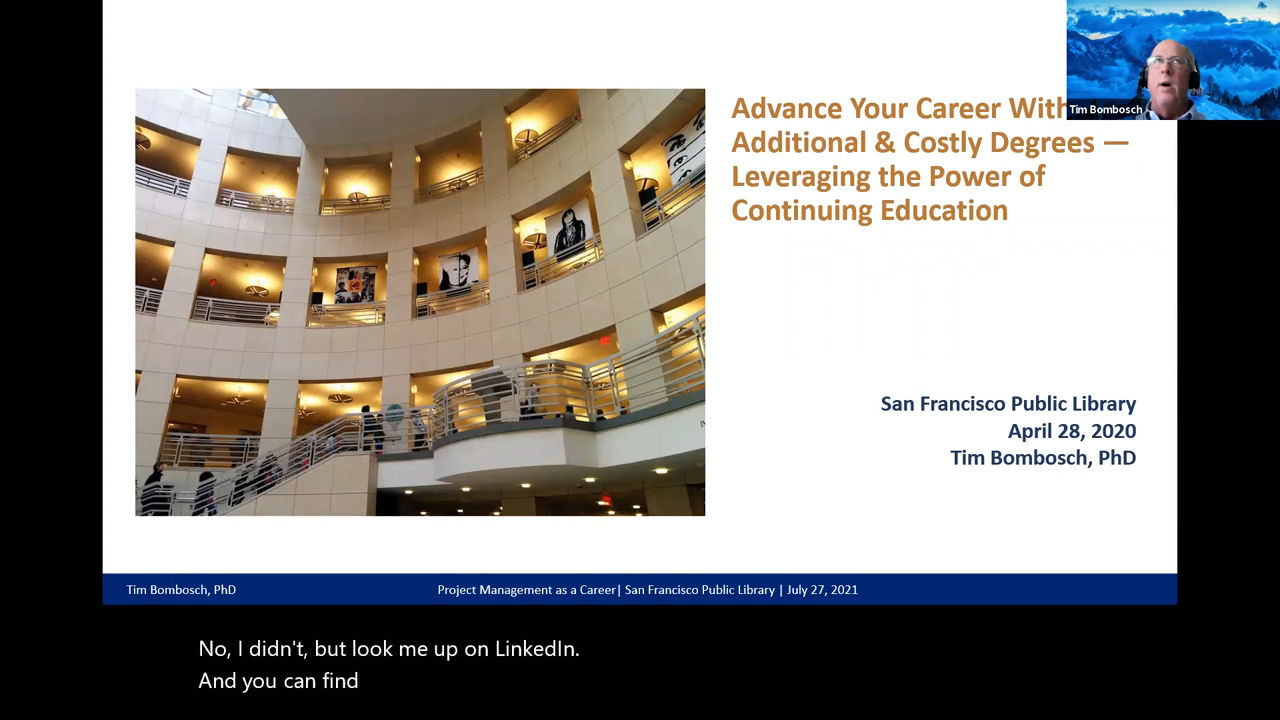 Advance Your Career With
Additional & Costly Degrees —
Leveraging the Power of
Continuing Education
Tim Bombosch
San Francisco Public Library
April 28, 2020
Tim Bombosch, PhD
Tim Bombosch, PhD
Project Management as a Career| San Francisco Public Library | July 27, 2021
No, I didn't, but look me up on LinkedIn.
And you can find